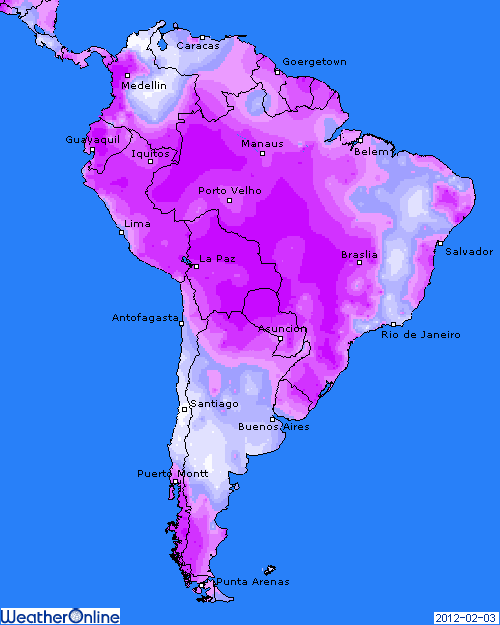 Caracas
Goergetown
Medellin
Guayaquil
Iquitos
Manaus
Belem
Porto Velho
Lima
La Paz
Braslia
Salvador
Antofagasta
Asuncion
Rio de Janeiro
Santiago
Buenos Aires
Puerto Montt
Punta Arenas
WeatherOnline
2012-02-03